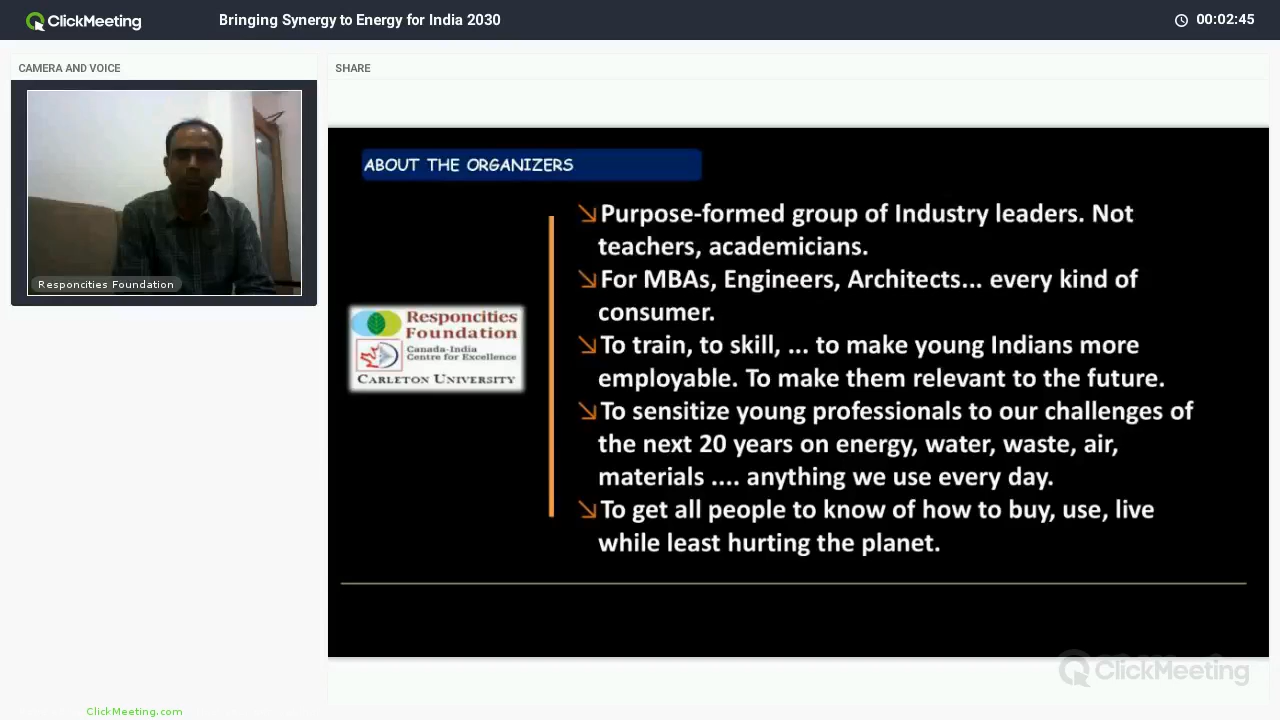 ClickMeeting
Bringing Synergy to Energy for India 2030
00:02:45
CAMERA AND VOICE
SHARE
Responcities Foundation
ABOUT THE ORGANIZERS
Responcities
Foundation
Canada-India
Centre for Excellence
CARLETON UNIVERSITY
Purpose-formed group of Industry leaders. Not
teachers, academicians.
For MBAs, Engineers, Architects... every kind of
consumer.
To train, to skill, ... to make young Indians more
employable. To make them relevant to the future.
To sensitize young professionals to our challenges of
the next 20 years on energy, water, waste, air,
materials .... anything we use every day.
To get all people to know of how to buy, use, live
while least hurting the planet.
ClickMeeting
ClickMeeting.com